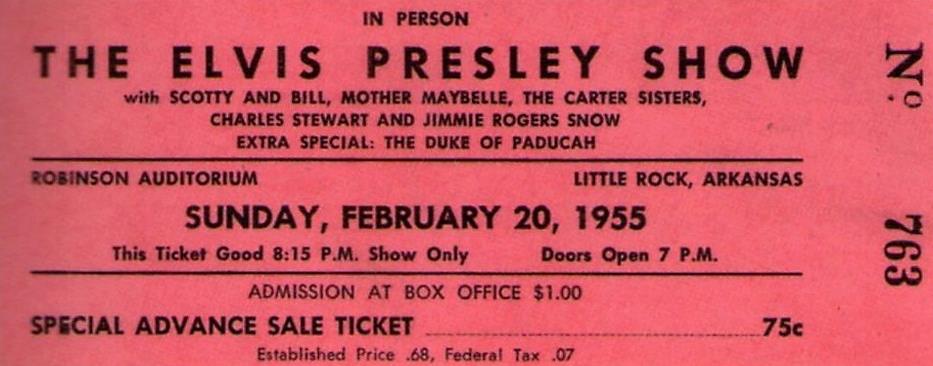 IN PERSON
THE ELVIS PRESLEY SHOW
with SCOTTY AND BILL, MOTHER MAYBELLE, THE CARTER SISTERS,
CHARLES STEWART AND JIMMIE ROGERS SNOW
EXTRA SPECIAL: THE DUKE OF PADUCAH
ROBINSON AUDITORIUM LITTLE ROCK, ARKANSAS
SUNDAY, FEBRUARY 20, 1955
This Ticket Good 8:15 P.M. Show Only Doors Open 7 P.M.
ADMISSION AT BOX OFFICE $1.00
SPECIAL ADVANCE SALE TICKET 75c
Established Price .68, Federal Tax .07
No. 763